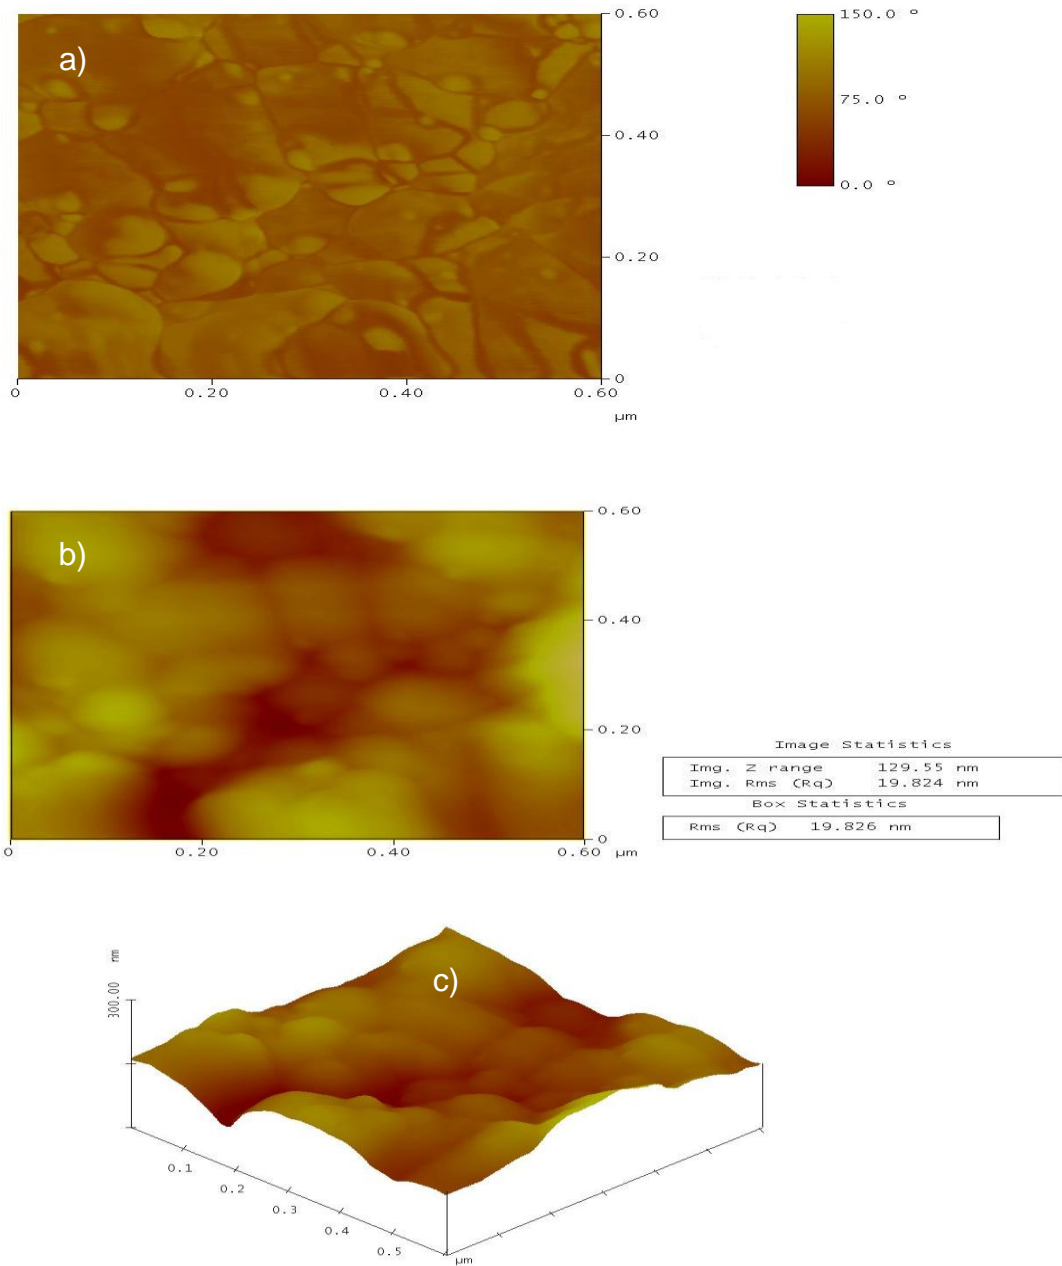 a)
150.0 °
75.0 °
0.0 °
0.60
0.40
0.20
0
0 0.20 0.40 0.60
µm
b)
0.60
0.40
0.20
0
0 0.20 0.40 0.60 µm
Image Statistics
Img. Z range 129.55 nm
Img. Rms (Rq) 19.824 nm
Box Statistics
Rms (Rq) 19.826 nm
c)
300.00 nm
0.1
0.2
0.3
0.4
0.5
µm